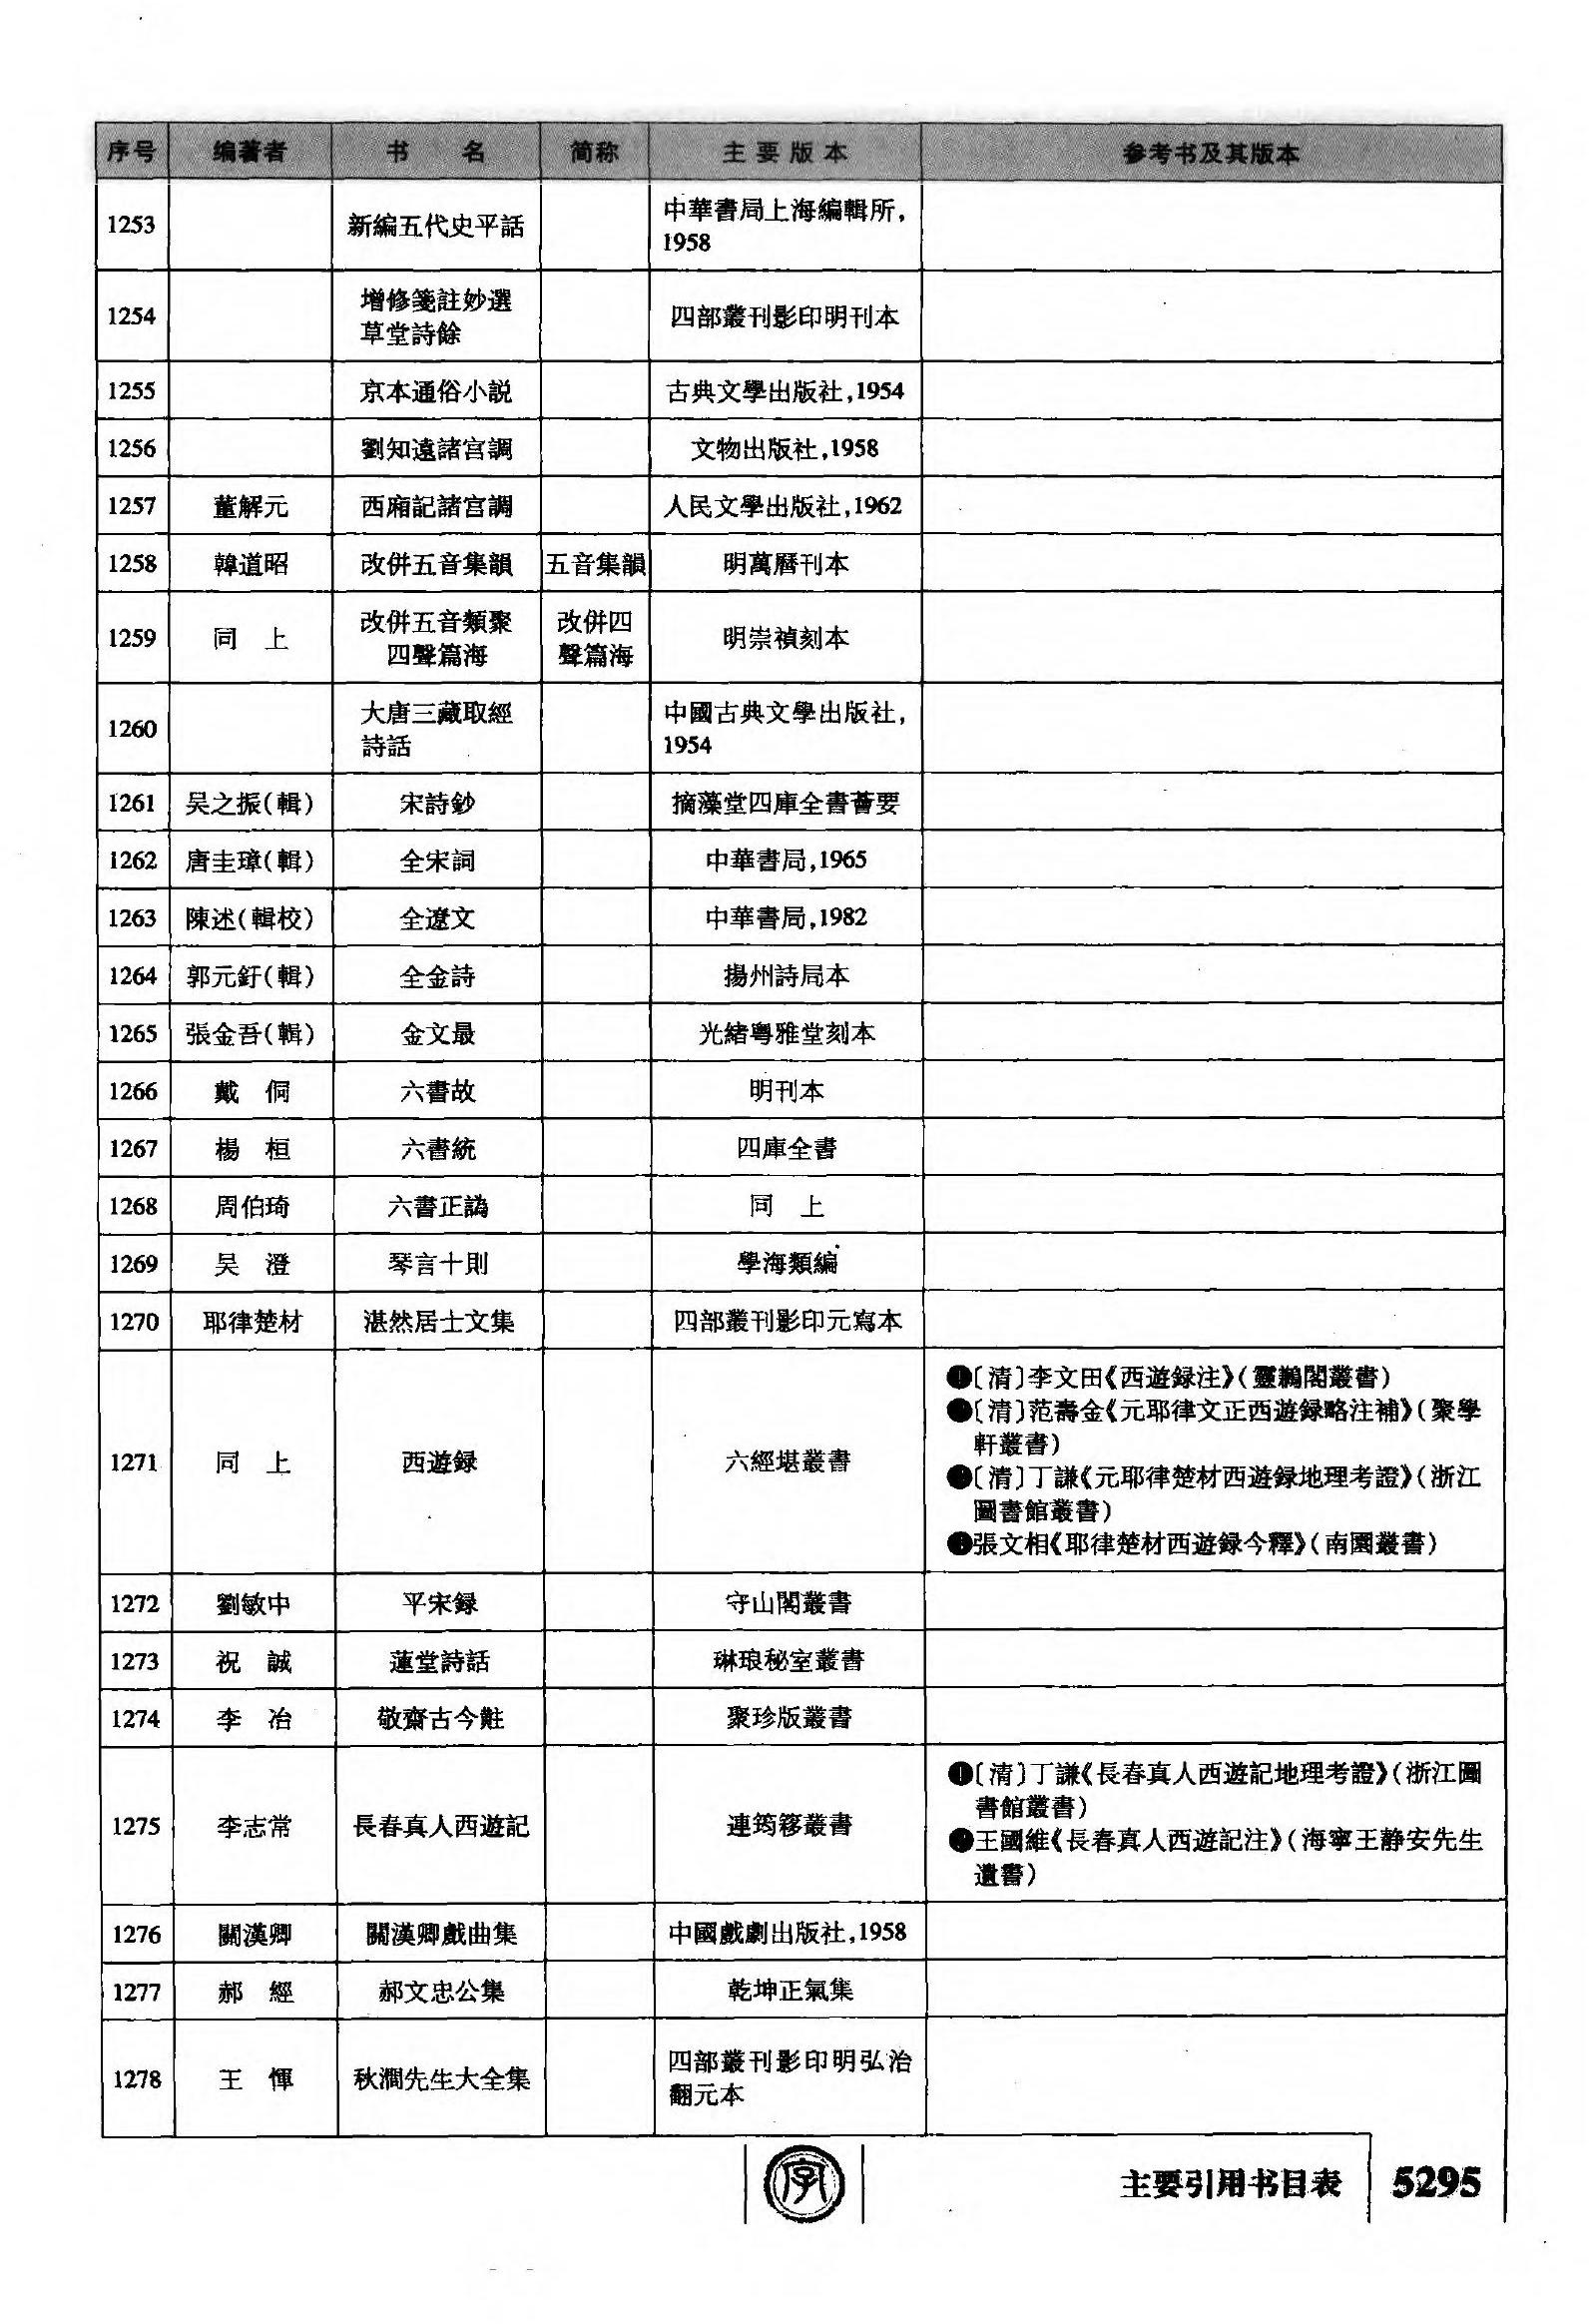 序号 编著者 书 名 简称 主要版本 参考书及其版本
1253 新編五代史平話 中華書局上海編輯所,
1958
1254 增修箋註妙選
草堂詩餘 四部叢刊影印明刊本
1255 京本通俗小説 古典文學出版社,1954
1256 劉知遠諸宫調 文物出版社,1958
1257 董解元 西廂記諸宫調 人民文學出版社,1962
1258 韓道昭 改併五音集韻 五音集韻 明萬曆刊本
1259 同 上 改併五音類聚 改併四 明崇禎刻本
四聲篇海 聲篇海
1260 大唐三藏取經 中國古典文學出版社,
詩話 1954
1261 吴之振(輯) 宋詩鈔 摛藻堂四庫全書薈要
1262 唐圭璋(輯) 全宋詞 中華書局,1965
1263 陳述(輯校) 全遼文 中華書局,1982
1264 郭元釪(輯) 全金詩 揚州詩局本
1265 張金吾(輯) 金文最 光緒粤雅堂刻本
1266 戴 侗 六書故 明刊本
1267 楊 桓 六書統 四庫全書
1268 周伯琦 六書正譌 同 上
1269 吴 澄 琴言十則 學海類編
1270 耶律楚材 湛然居士文集 四部叢刊影印元寫本
1271 同 上 西遊録 六經堪叢書
❶〔清〕李文田《西遊録注》(靈鶼閣叢書)
❷〔清〕范壽金《元耶律文正西遊録略注補》(聚學
軒叢書)
❸〔清〕丁謙《元耶律楚材西遊録地理考證》(浙江
圖書館叢書)
❹張文相《耶律楚材西遊録今釋》(南園叢書)
1272 劉敏中 平宋録 守山閣叢書
1273 祝 誠 蓮堂詩話 琳琅秘室叢書
1274 李 冶 敬齋古今黈 聚珍版叢書
1275 李志常 長春真人西遊記 連筠簃叢書
❶〔清〕丁謙《長春真人西遊記地理考證》(浙江圖
書館叢書)
❷王國維《長春真人西遊記注》(海寧王静安先生
遺書)
1276 關漢卿 關漢卿戲曲集 中國戲劇出版社,1958
1277 郝 經 郝文忠公集 乾坤正氣集
1278 王 惲 秋澗先生大全集 四部叢刊影印明弘治
翻元本
字
主要引用书目表 5295